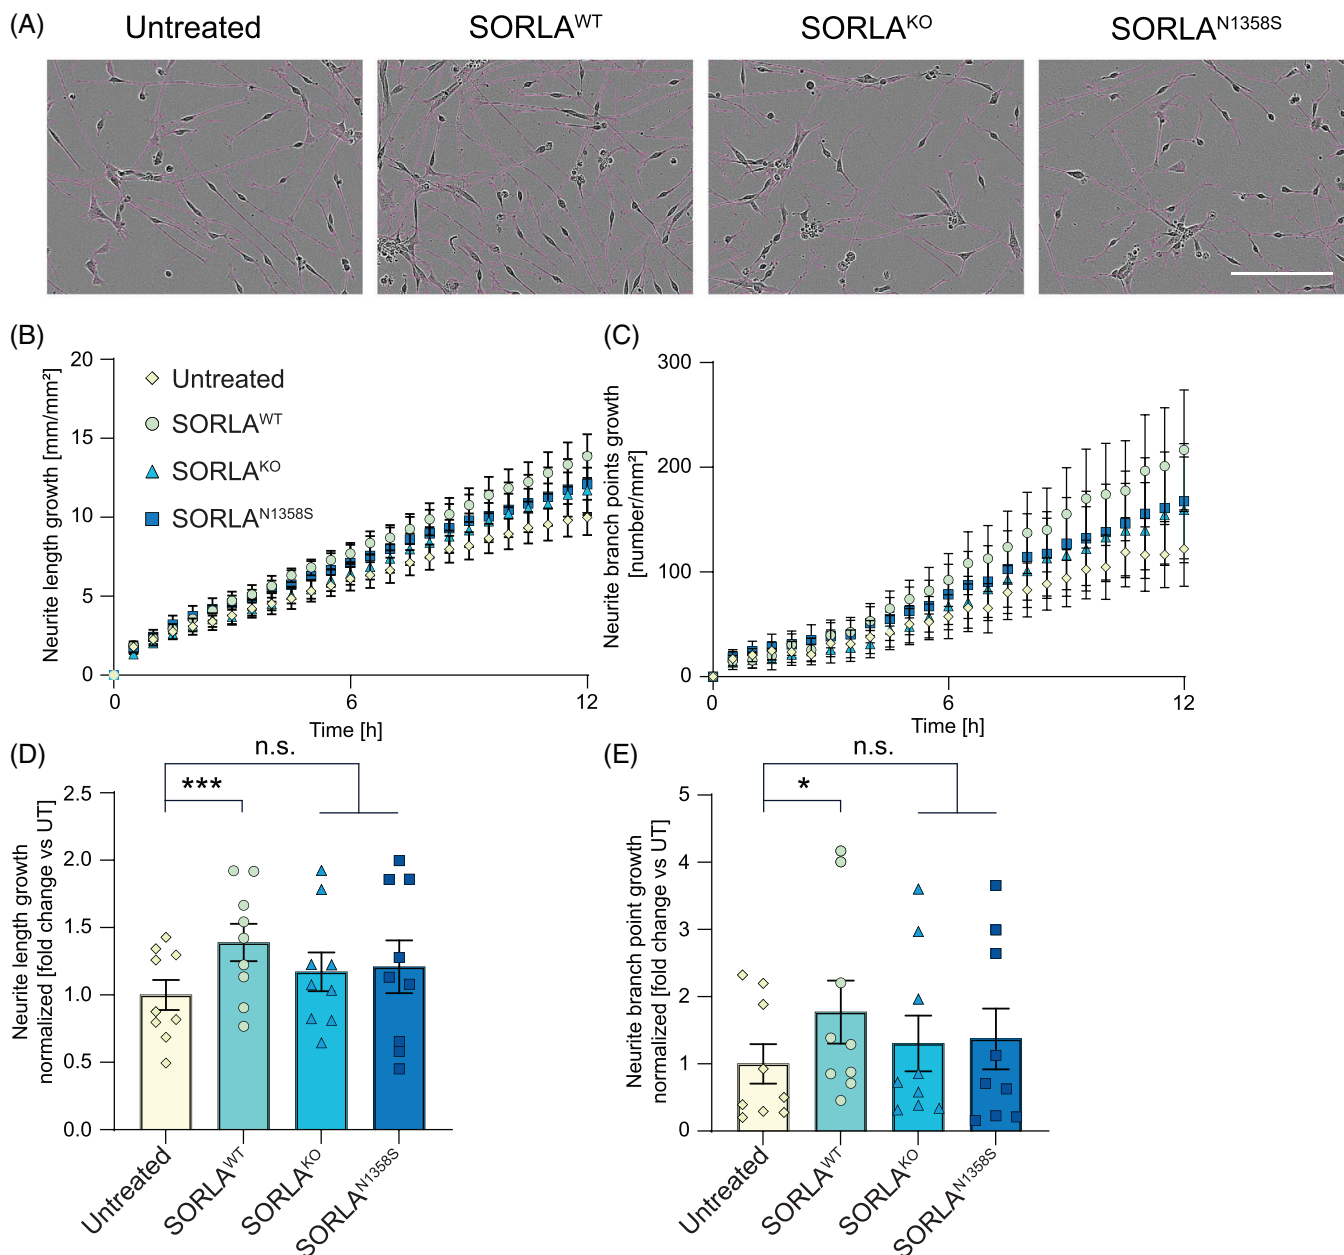 (A)
Untreated
SORLA^WT
SORLA^KO
SORLA^N1358S
(B)
Neurite length growth [mm/mm²]
20
15
10
5
0
0
6
12
Time [h]
Untreated
SORLA^WT
SORLA^KO
SORLA^N1358S
(C)
Neurite branch points growth
[number/mm²]
300
200
100
0
0
6
12
Time [h]
(D)
Neurite length growth
normalized [fold change vs UT]
2.5
2.0
1.5
1.0
0.5
0.0
n.s.
***
Untreated
SORLA^WT
SORLA^KO
SORLA^N1358S
(E)
Neurite branch point growth
normalized [fold change vs UT]
5
4
3
2
1
0
n.s.
*
Untreated
SORLA^WT
SORLA^KO
SORLA^N1358S